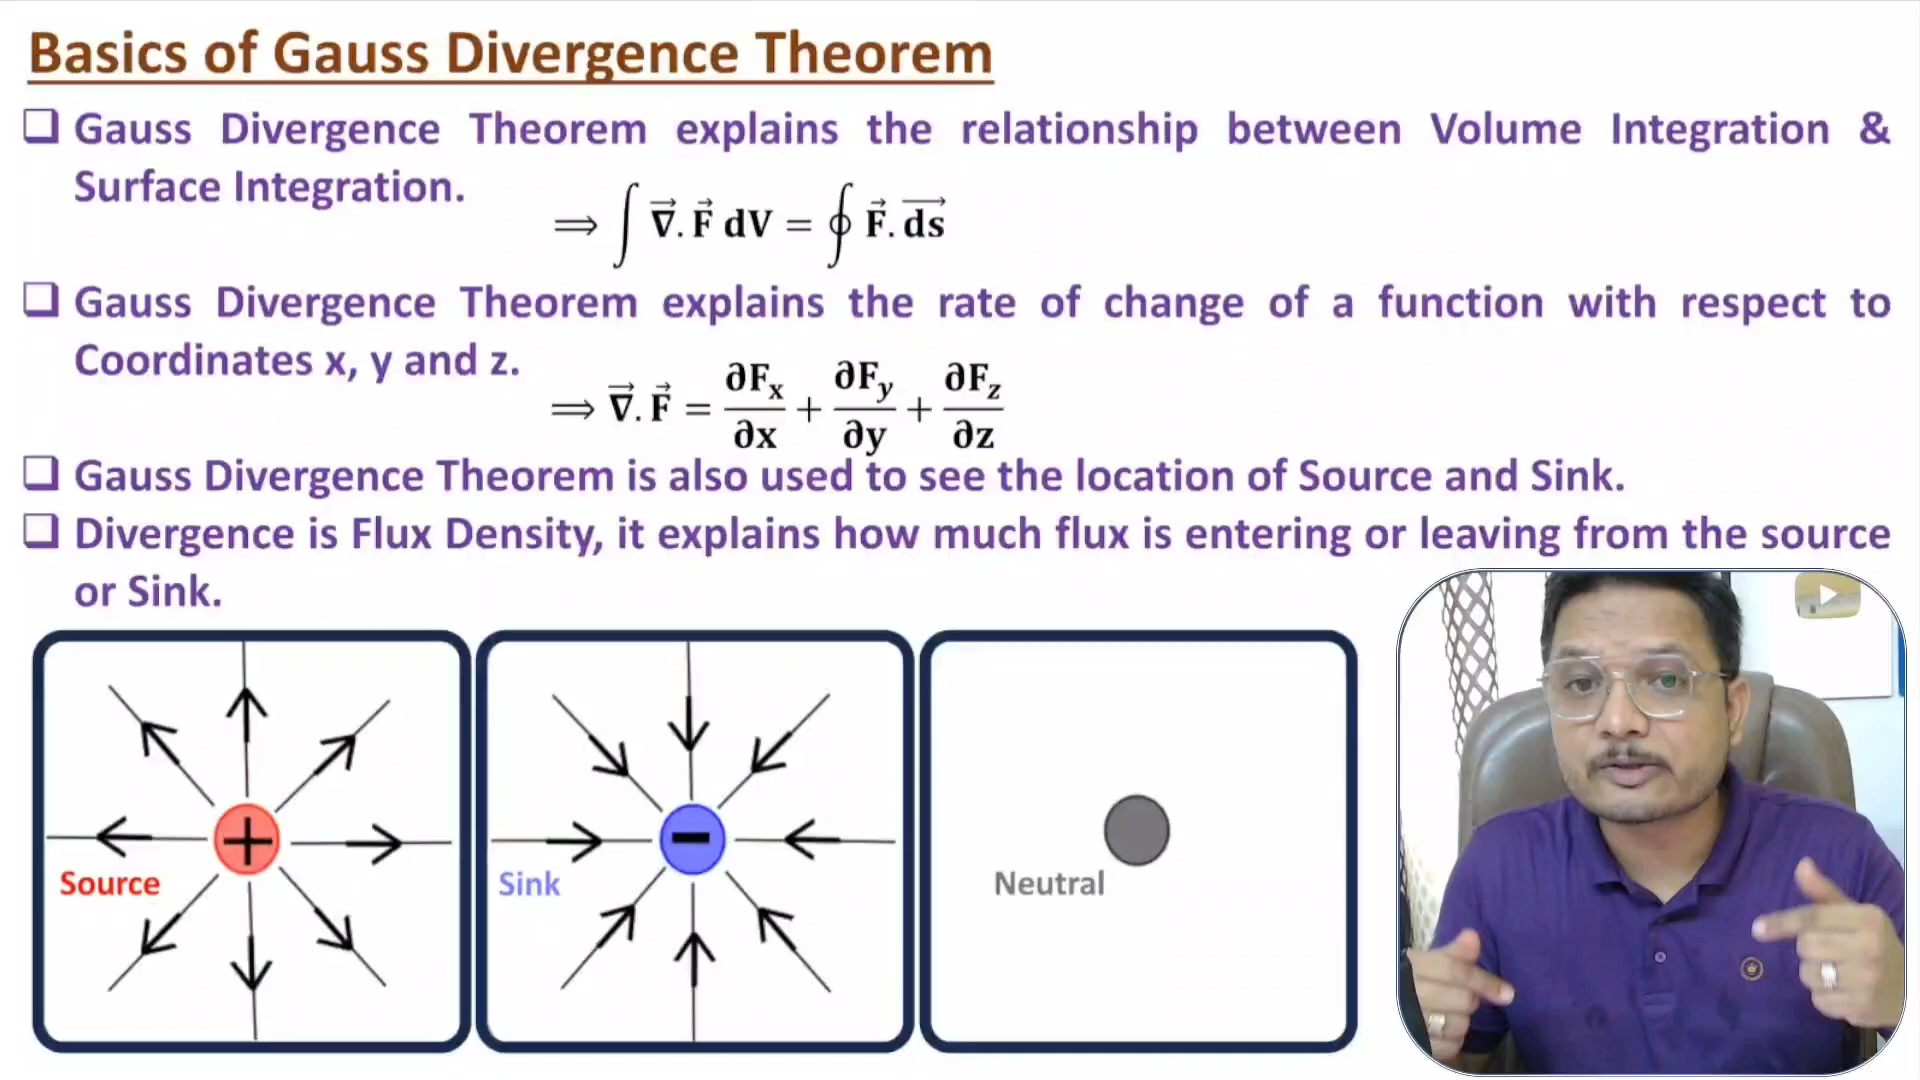 Basics of Gauss Divergence Theorem
❑ Gauss Divergence Theorem explains the relationship between Volume Integration &
Surface Integration.
⟹ ∫ ∇⃗. F⃗ dV = ∮ F⃗. d͞s⃗
❑ Gauss Divergence Theorem explains the rate of change of a function with respect to
Coordinates x, y and z.
⟹ ∇⃗. F⃗ = ∂Fx/∂x + ∂Fy/∂y + ∂Fz/∂z
❑ Gauss Divergence Theorem is also used to see the location of Source and Sink.
❑ Divergence is Flux Density, it explains how much flux is entering or leaving from the source
or Sink.
+
Source
−
Sink
Neutral